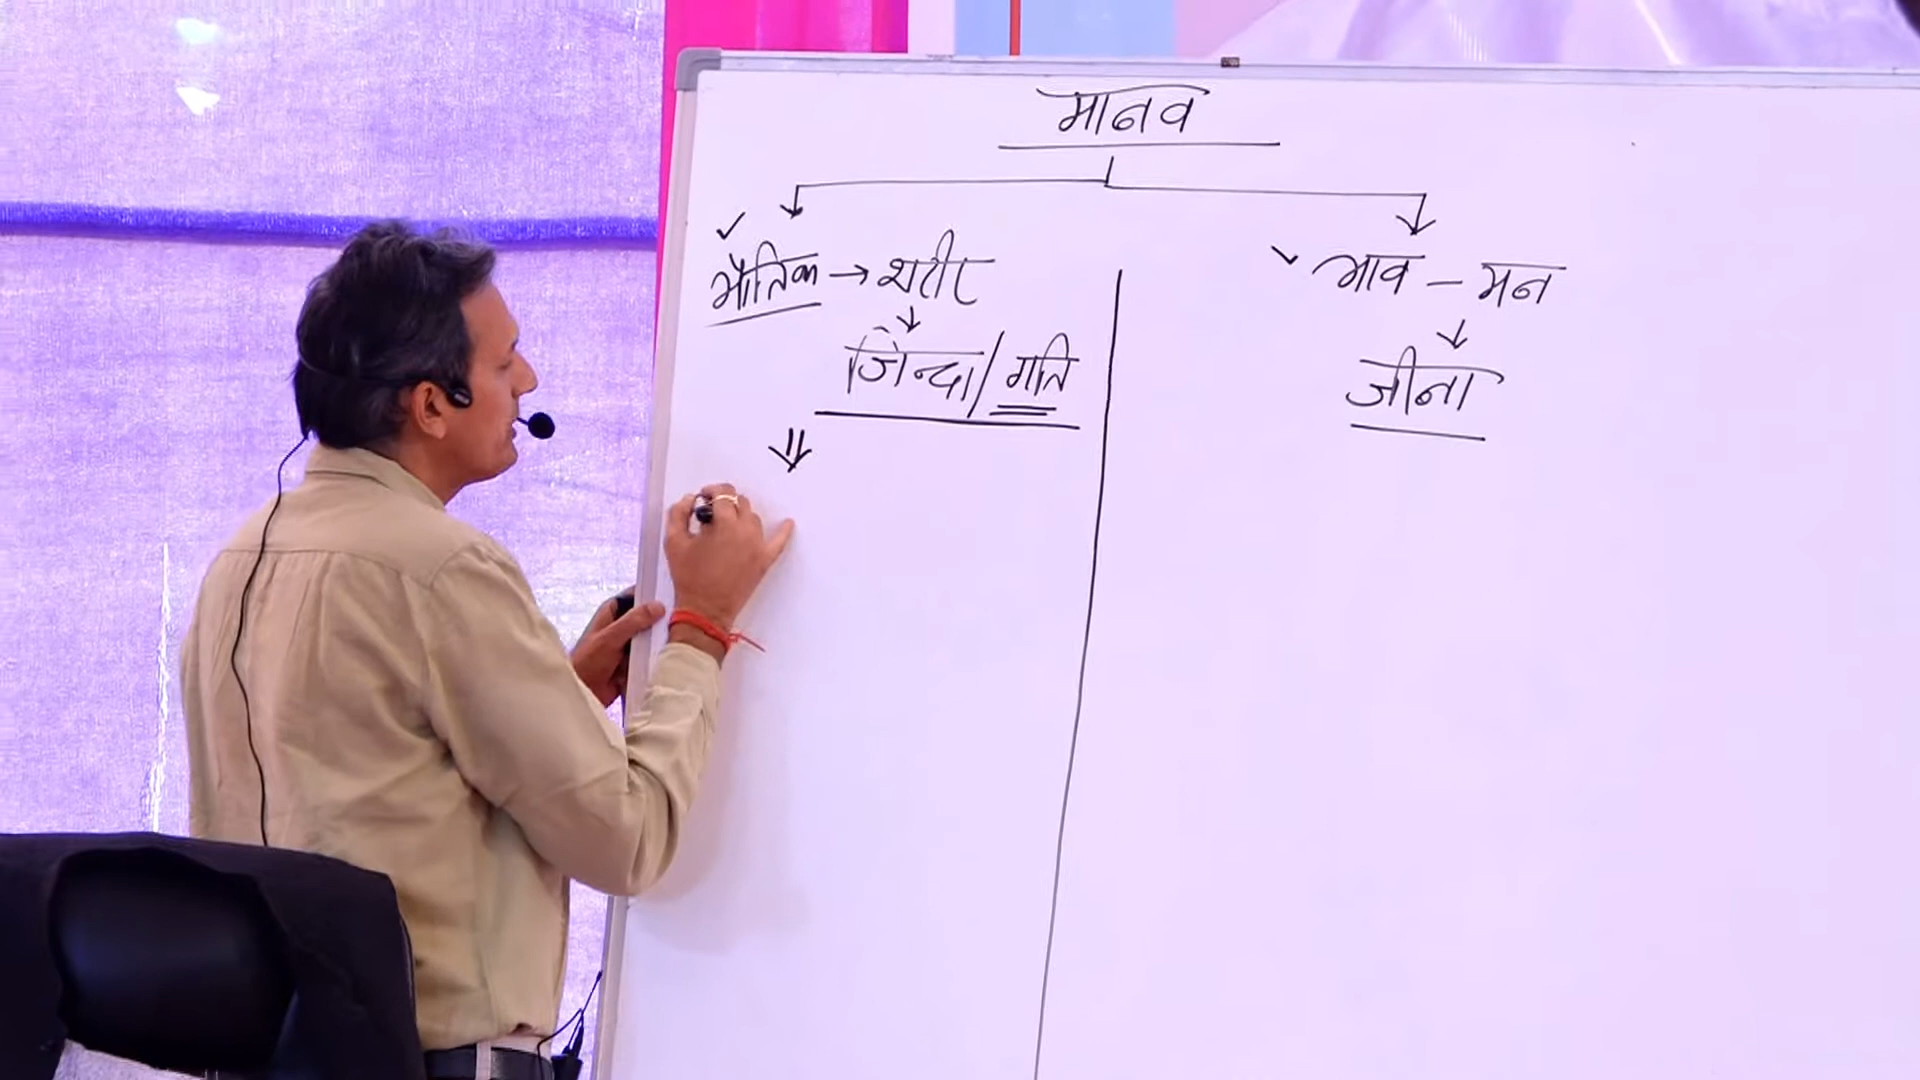 मानव
भौतिक → शरीर
भाव – मन
जिन्दा/गति
जीना